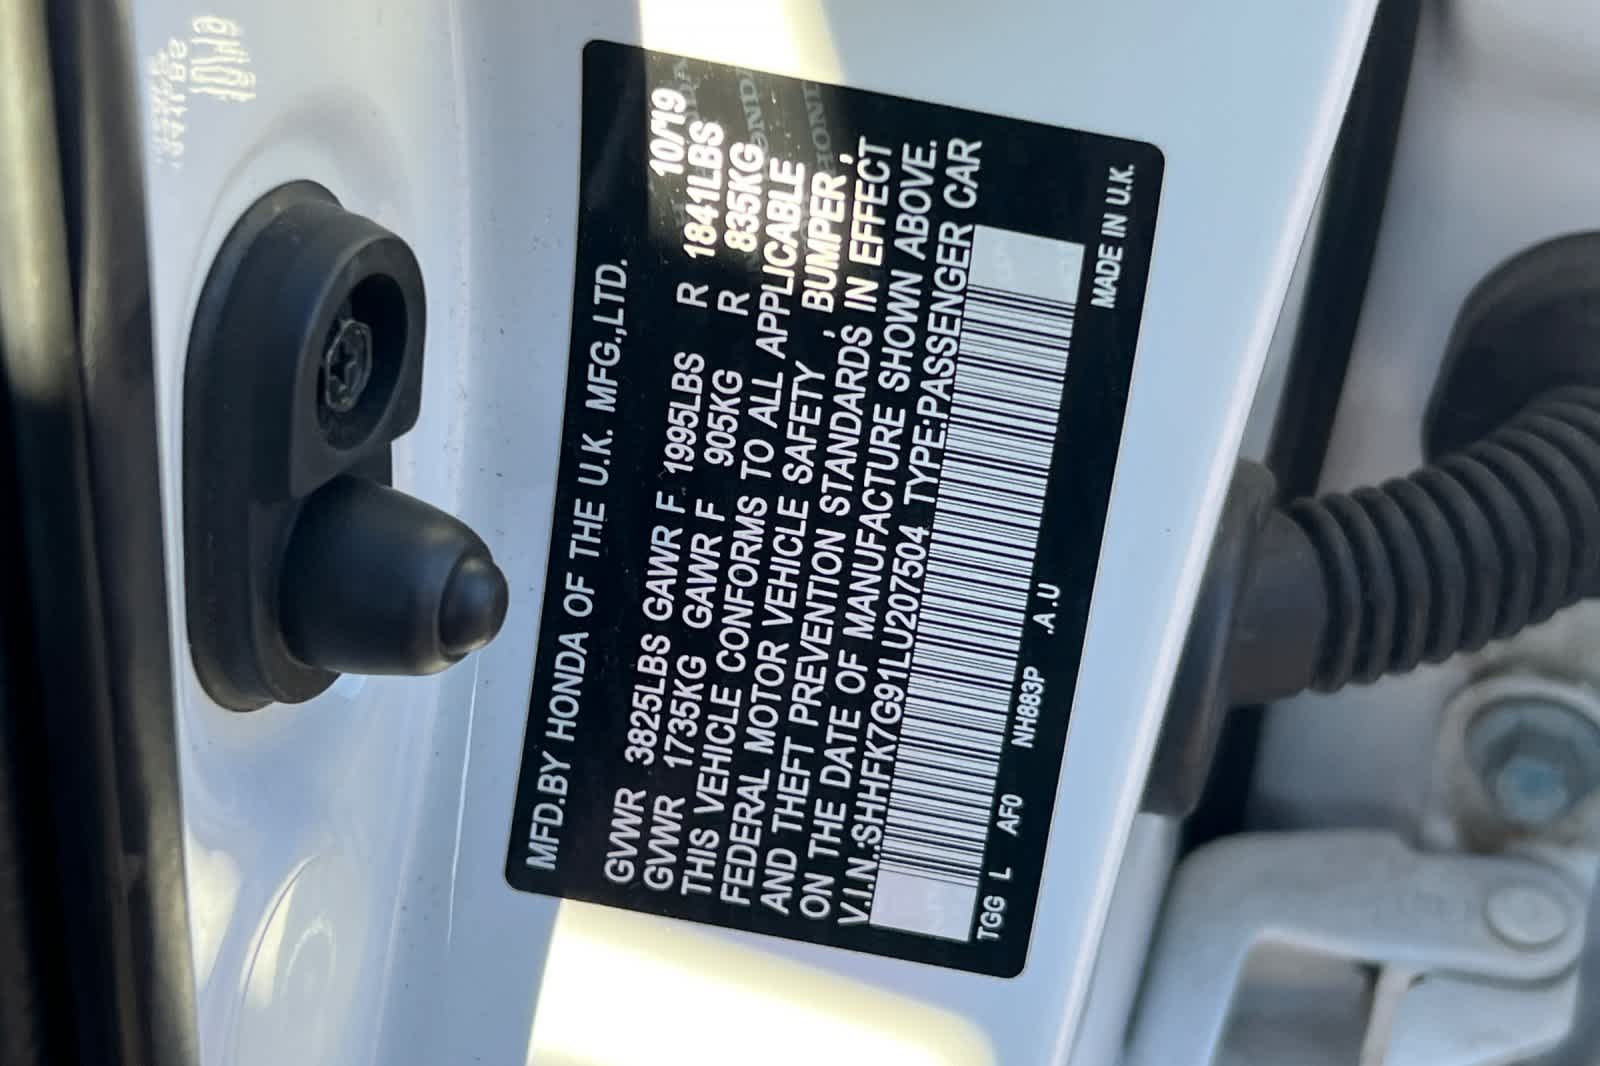 MFD.BY HONDA OF THE U.K. MFG.,LTD.
10/'19
GVWR 3825LBS GAWR F 1995LBS R 1841LBS
GVWR 1735KG GAWR F 905KG R 835KG
THIS VEHICLE CONFORMS TO ALL APPLICABLE
FEDERAL MOTOR VEHICLE SAFETY , BUMPER ,
AND THEFT PREVENTION STANDARDS IN EFFECT
ON THE DATE OF MANUFACTURE SHOWN ABOVE.
V.I.N.:SHHFK7G91LU207504 TYPE:PASSENGER CAR
TGG L AF0 NH883P .A.U
MADE IN U.K.